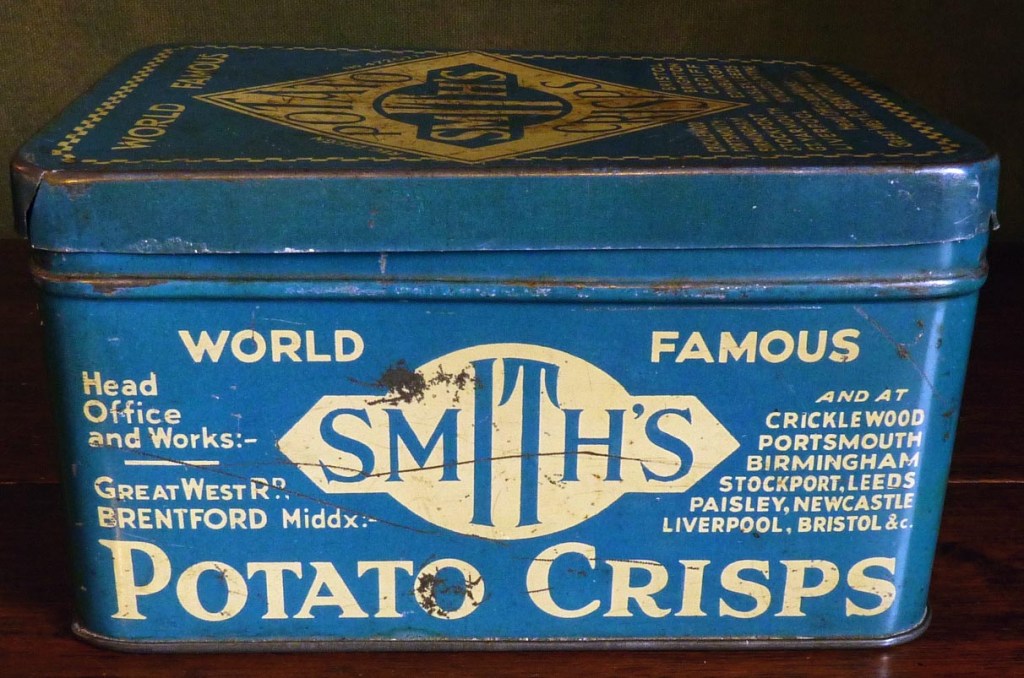 WORLD FAMOUS
POTATO
SMITH'S
CRISPS
WORLD FAMOUS
Head
Office
and Works:-
GREAT WEST RD.
BRENTFORD Middx:-
SMITH'S
AND AT
CRICKLEWOOD
PORTSMOUTH
BIRMINGHAM
STOCKPORT, LEEDS
PAISLEY, NEWCASTLE
LIVERPOOL, BRISTOL &c.
POTATO CRISPS